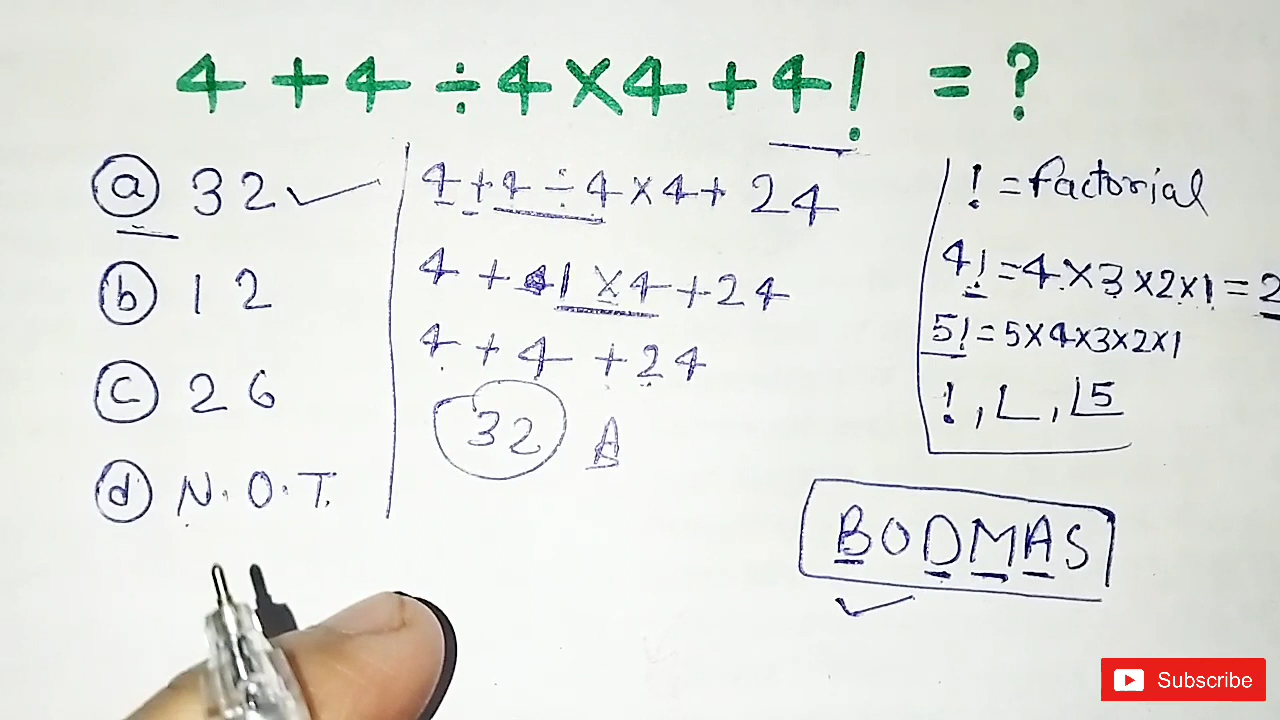 4 + 4 ÷ 4 × 4 + 4! = ?
a 32
b 12
c 26
d N.O.T.
4 + 4 ÷ 4 × 4 + 24
4 + 1 × 4 + 24
4 + 4 + 24
32 A
! = factorial
4! = 4 × 3 × 2 × 1 = 2
5! = 5 × 4 × 3 × 2 × 1
!, L, L5
BODMAS
Subscribe